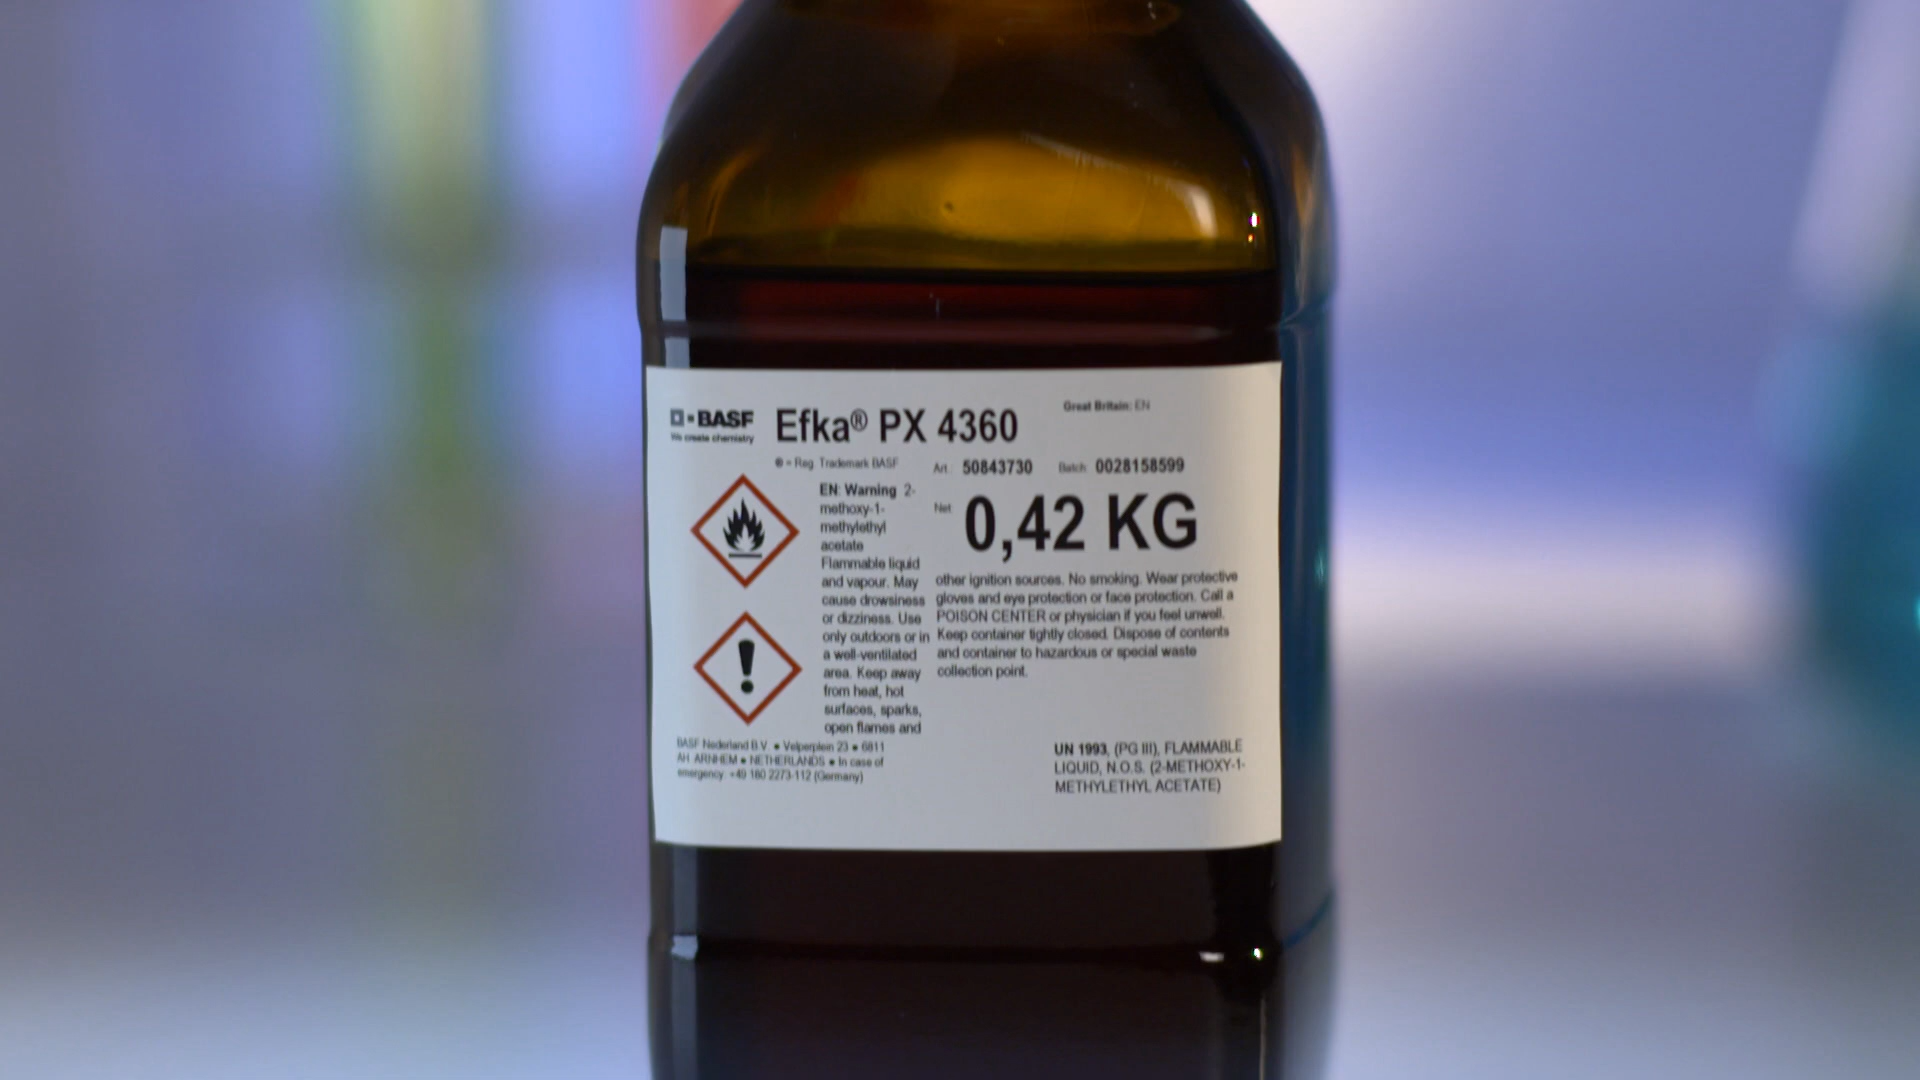 BASF
We create chemistry
Efka® PX 4360
Great Britain: EN
® = Reg. Trademark BASF
Art. 50843730 Batch 0028158599
Net 0,42 KG
EN: Warning 2-
methoxy-1-
methylethyl
acetate
Flammable liquid
and vapour. May
cause drowsiness
or dizziness. Use
only outdoors or in
a well-ventilated
area. Keep away
from heat, hot
surfaces, sparks,
open flames and
other ignition sources. No smoking. Wear protective
gloves and eye protection or face protection. Call a
POISON CENTER or physician if you feel unwell.
Keep container tightly closed. Dispose of contents
and container to hazardous or special waste
collection point.
BASF Nederland B.V. ● Velperplein 23 ● 6811
AH ARNHEM ● NETHERLANDS ● In case of
emergency: +49 180 2273-112 (Germany)
UN 1993, (PG III), FLAMMABLE
LIQUID, N.O.S. (2-METHOXY-1-
METHYLETHYL ACETATE)